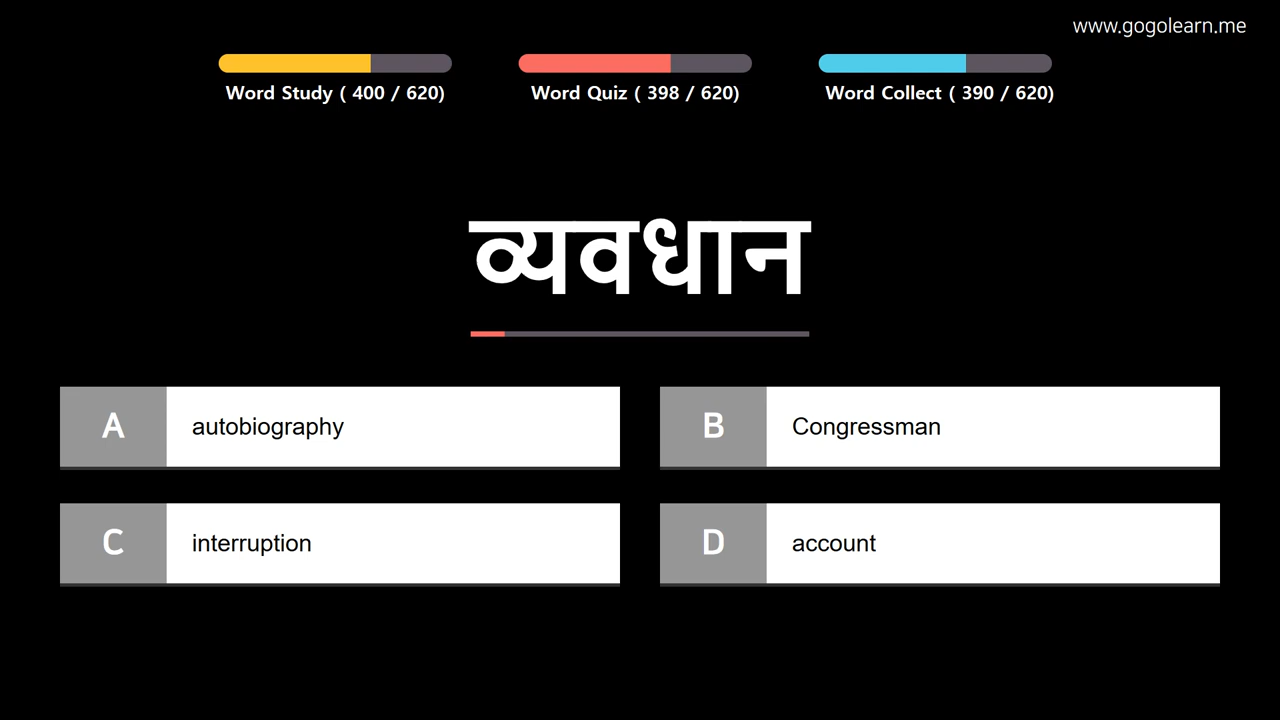 www.gogolearn.me
Word Study ( 400 / 620)
Word Quiz ( 398 / 620)
Word Collect ( 390 / 620)
व्यवधान
A autobiography
B Congressman
C interruption
D account